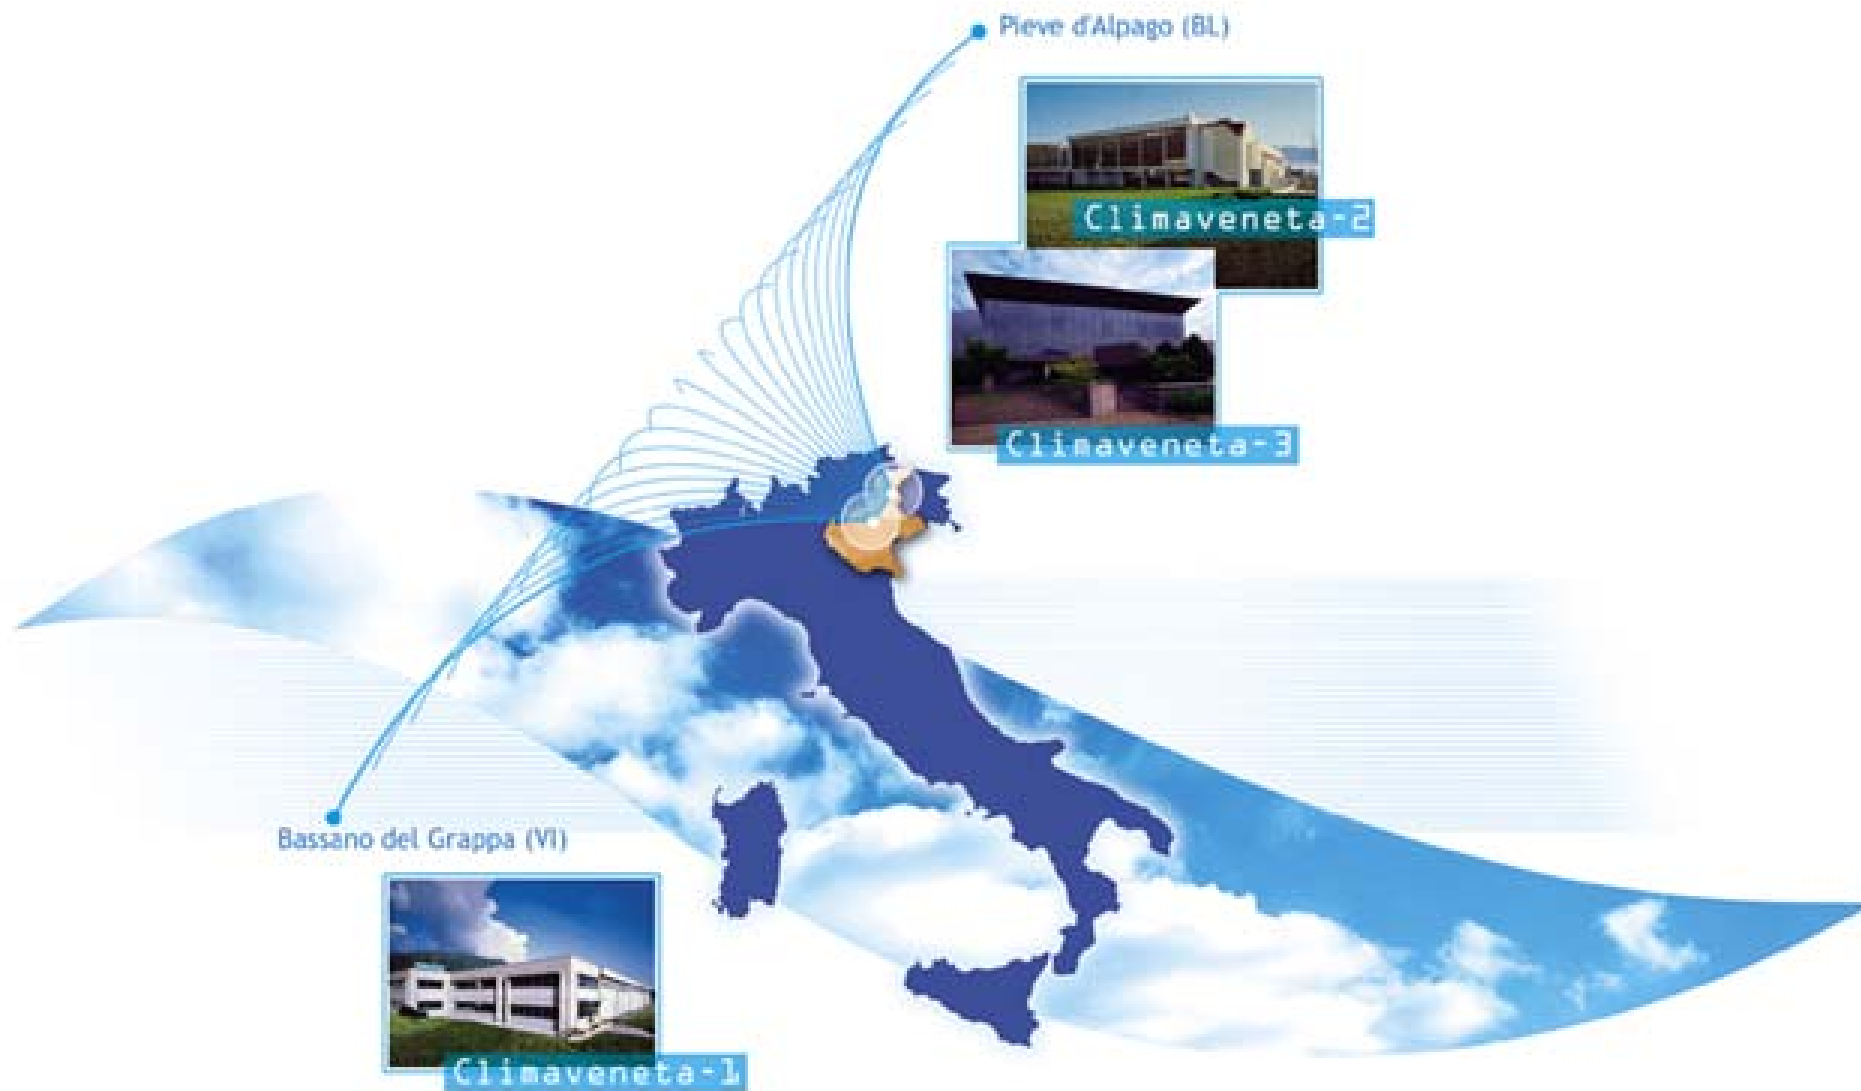 Pieve d'Alpago (BL)
Climaveneta-2
Climaveneta-3
Bassano del Grappa (VI)
Climaveneta-1